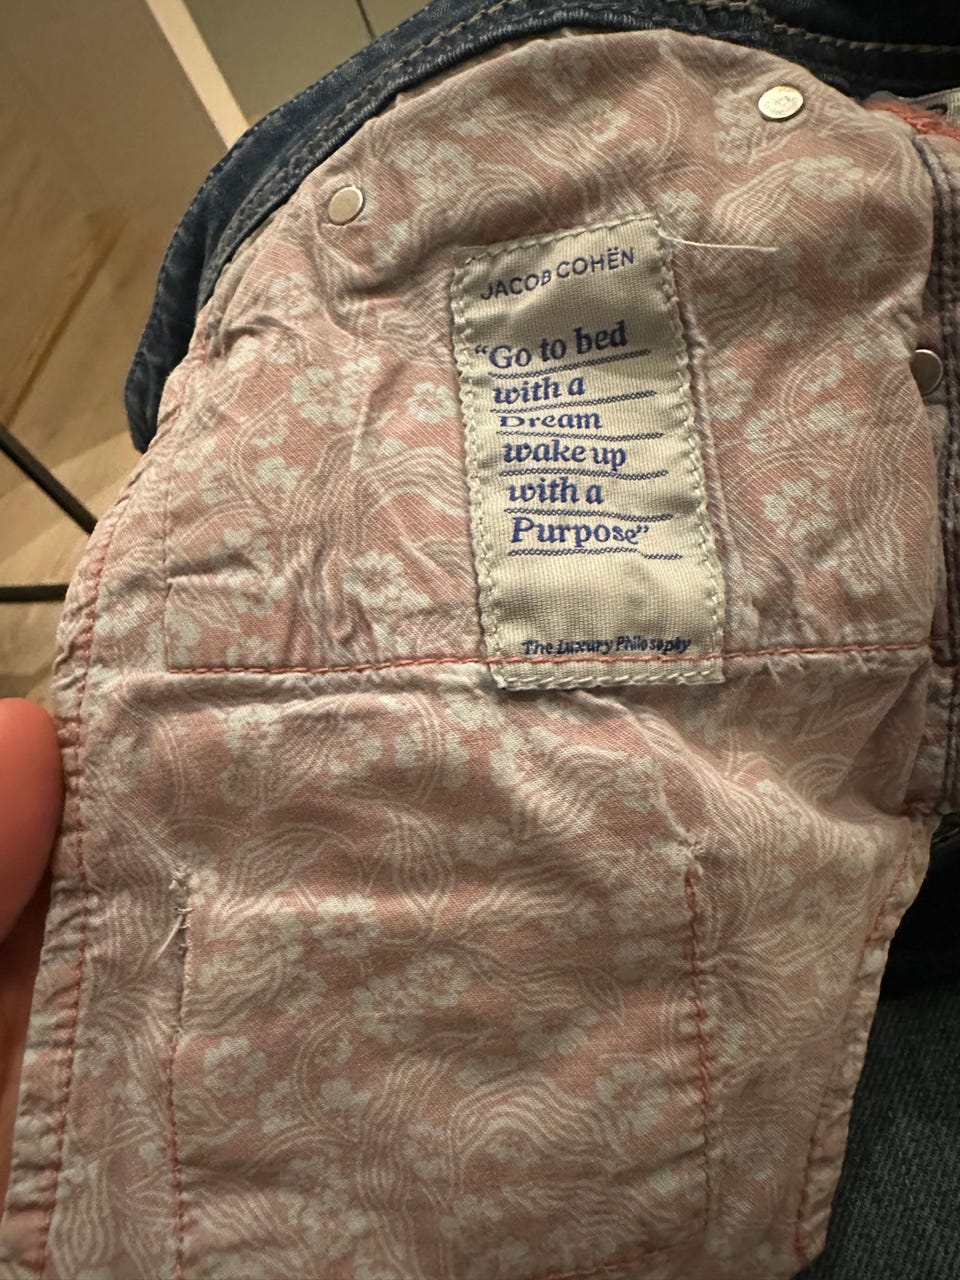 JACOB COHËN
“Go to bed
with a
Dream
wake up
with a
Purpose”
The Luxury Philosophy